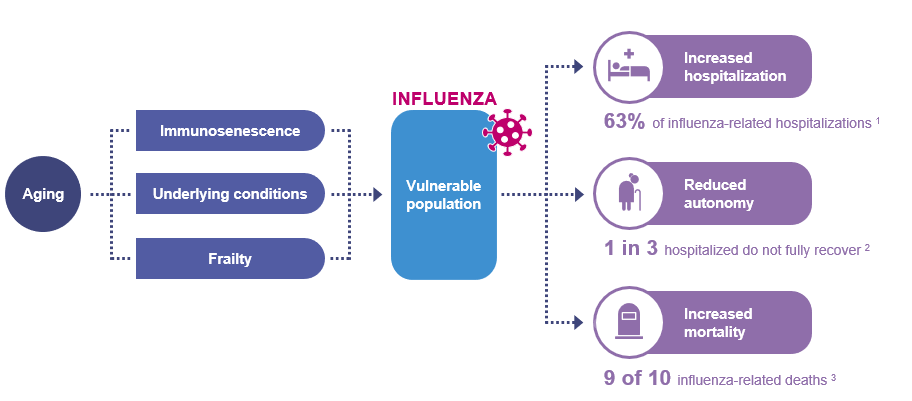 Aging
Immunosenescence
Underlying conditions
Frailty
INFLUENZA
Vulnerable
population
Increased
hospitalization
63% of influenza-related hospitalizations 1
Reduced
autonomy
1 in 3 hospitalized do not fully recover 2
Increased
mortality
9 of 10 influenza-related deaths 3